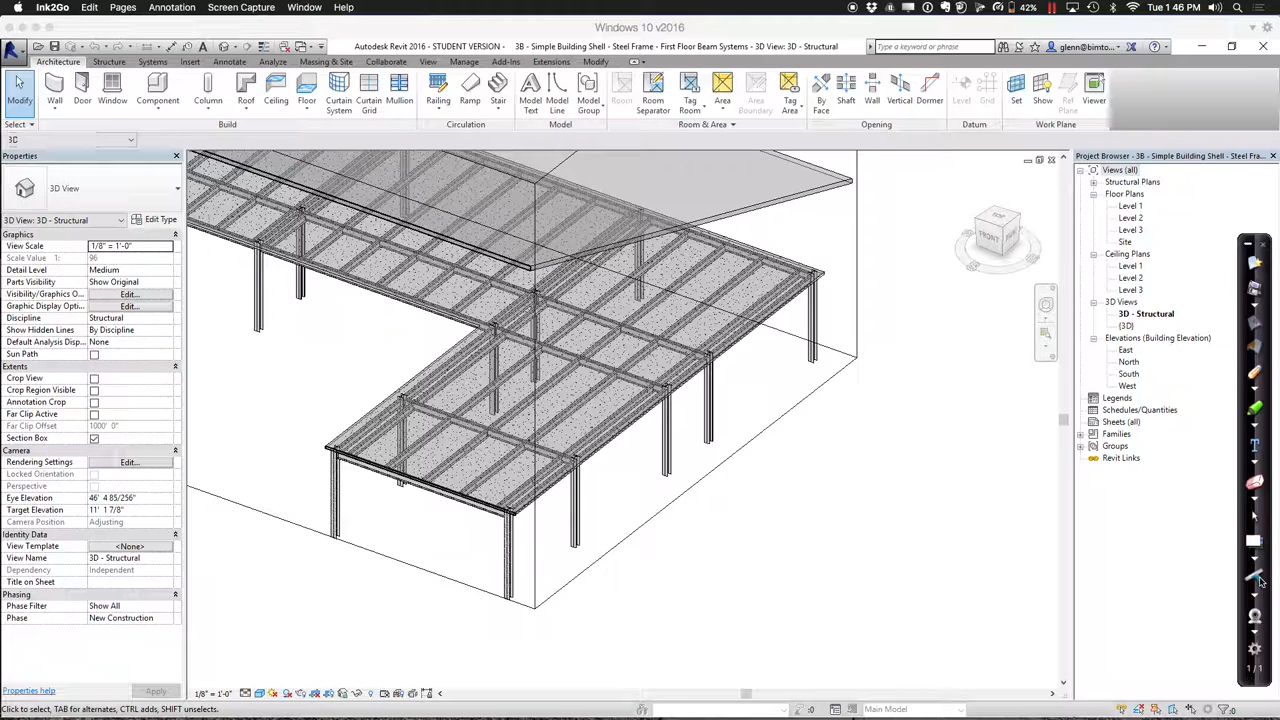 Ink2Go Edit Pages Annotation Screen Capture Window Help 42% Tue 1:46 PM
Windows 10 v2016
Autodesk Revit 2016 - STUDENT VERSION - 3B - Simple Building Shell - Steel Frame - First Floor Beam Systems - 3D View: 3D - Structural Type a keyword or phrase glenn@bimto...
Architecture Structure Systems Insert Annotate Analyze Massing & Site Collaborate View Manage Add-Ins Extensions Modify
Modify Wall Door Window Component Column Roof Ceiling Floor Curtain System Curtain Grid Mullion Railing Ramp Stair Model Text Model Line Model Group Room Room Separator Tag Room Area Area Boundary Tag Area By Face Shaft Wall Vertical Dormer Level Grid Set Show Ref Plane Viewer
Select Build Circulation Model Room & Area Opening Datum Work Plane
3D
Properties
3D View
3D View: 3D - Structural Edit Type
Graphics
View Scale 1/8" = 1'-0"
Scale Value 1: 96
Detail Level Medium
Parts Visibility Show Original
Visibility/Graphics O... Edit...
Graphic Display Opti... Edit...
Discipline Structural
Show Hidden Lines By Discipline
Default Analysis Disp... None
Sun Path
Extents
Crop View
Crop Region Visible
Annotation Crop
Far Clip Active
Far Clip Offset 1000' 0"
Section Box
Camera
Rendering Settings Edit...
Locked Orientation
Perspective
Eye Elevation 46' 4 85/256"
Target Elevation 11' 1 7/8"
Camera Position Adjusting
Identity Data
View Template <None>
View Name 3D - Structural
Dependency Independent
Title on Sheet
Phasing
Phase Filter Show All
Phase New Construction
Properties help Apply
TOP
FRONT
Project Browser - 3B - Simple Building Shell - Steel Fra...
Views (all)
Structural Plans
Floor Plans
Level 1
Level 2
Level 3
Site
Ceiling Plans
Level 1
Level 2
Level 3
3D Views
3D - Structural
{3D}
Elevations (Building Elevation)
East
North
South
West
Legends
Schedules/Quantities
Sheets (all)
Families
Groups
Revit Links
1 / 1
1/8" = 1'-0"
Click to select, TAB for alternates, CTRL adds, SHIFT unselects. :0 Main Model :0